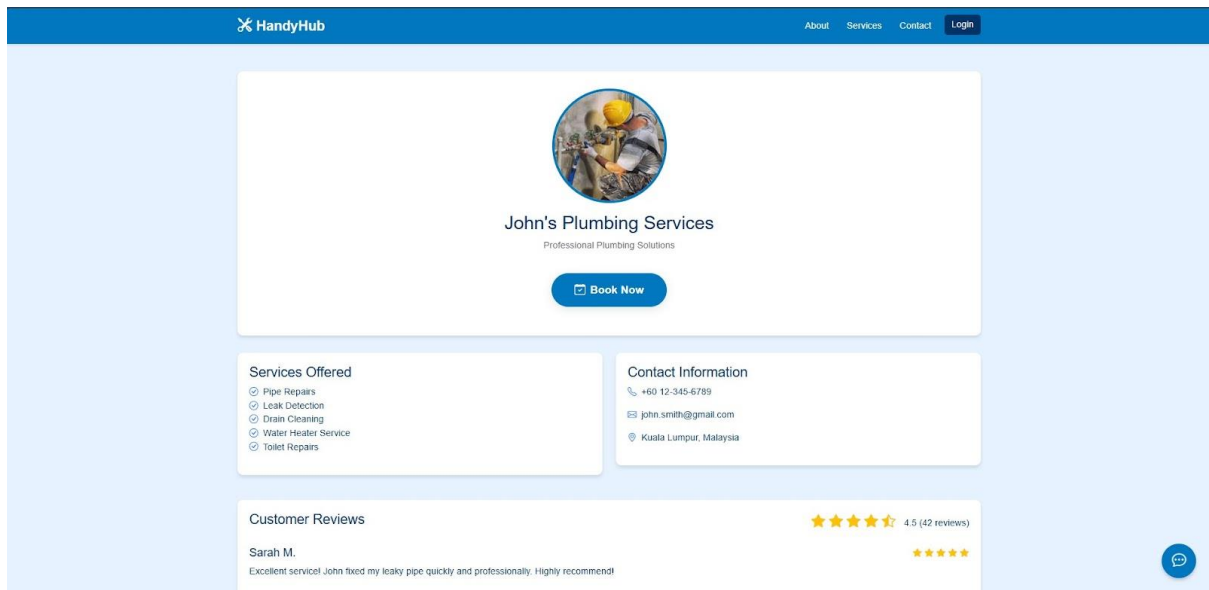 HandyHub
About Services Contact Login
John's Plumbing Services
Professional Plumbing Solutions
Book Now
Services Offered
Pipe Repairs
Leak Detection
Drain Cleaning
Water Heater Service
Toilet Repairs
Contact Information
+60 12-345-6789
john.smith@gmail.com
Kuala Lumpur, Malaysia
Customer Reviews
4.5 (42 reviews)
Sarah M.
Excellent service! John fixed my leaky pipe quickly and professionally. Highly recommend!